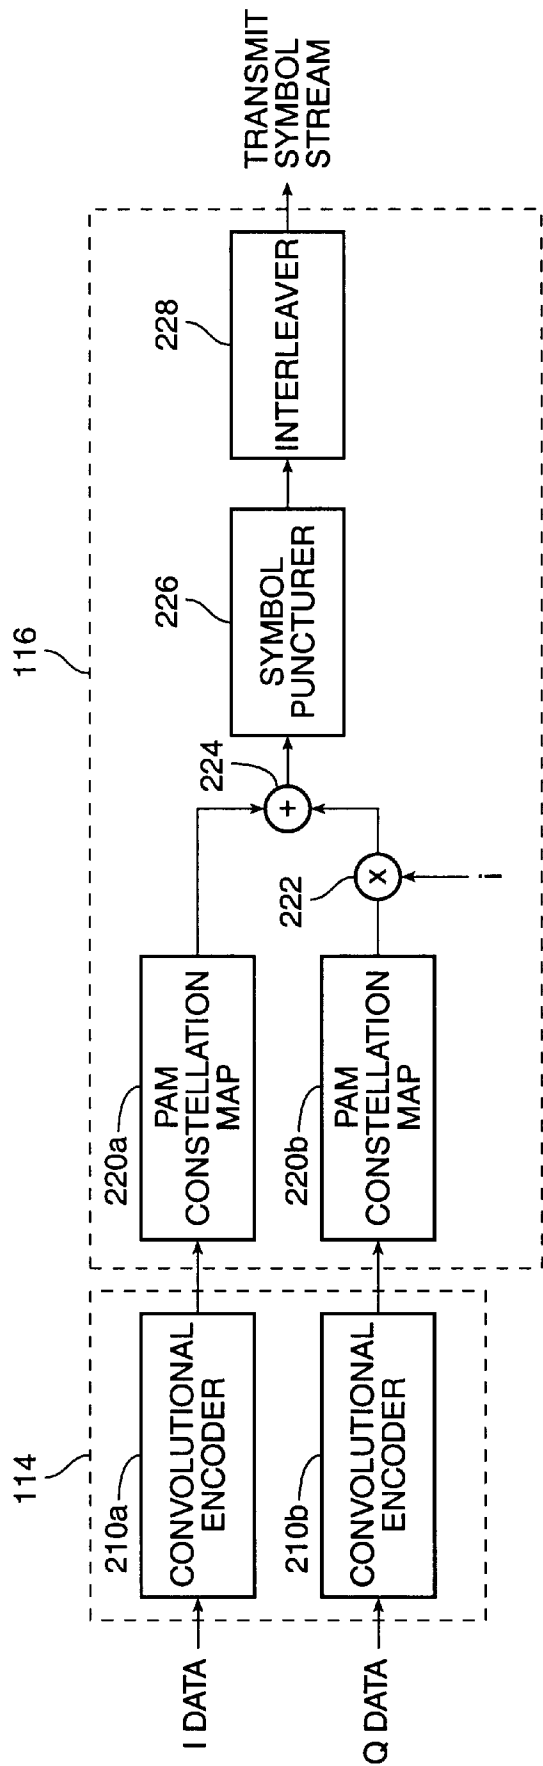 114
I DATA
210a
CONVOLUTIONAL
ENCODER
Q DATA
210b
CONVOLUTIONAL
ENCODER
116
220a
PAM
CONSTELLATION
MAP
220b
PAM
CONSTELLATION
MAP
222
X
i
224
+
226
SYMBOL
PUNCTURER
228
INTERLEAVER
TRANSMIT
SYMBOL
STREAM